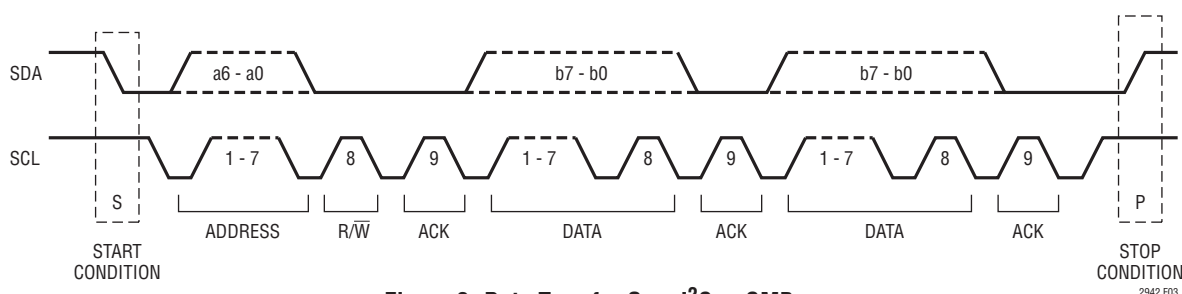 SDA
a6 - a0
b7 - b0
b7 - b0
SCL
1 - 7
8
9
1 - 7
8
9
1 - 7
8
9
S
P
ADDRESS
R/W̅
ACK
DATA
ACK
DATA
ACK
START
CONDITION
STOP
CONDITION
2942 F03